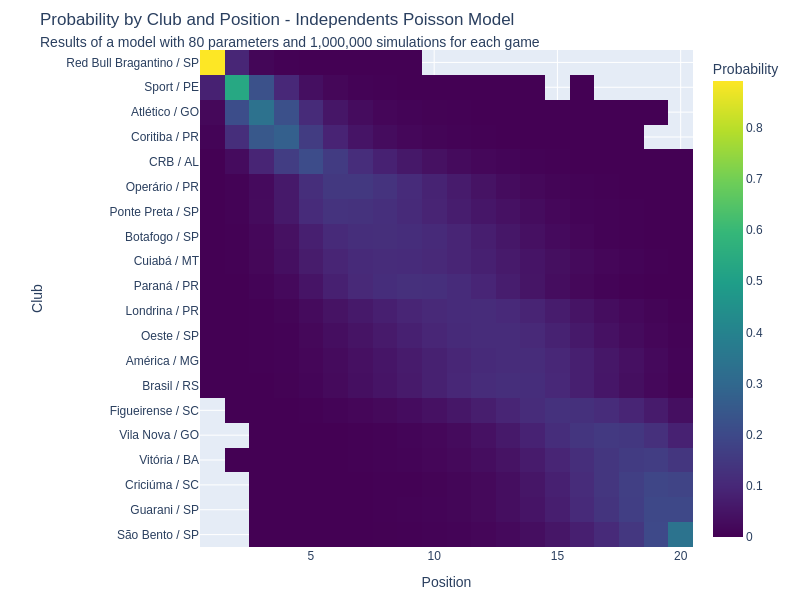 Probability by Club and Position - Independents Poisson Model
Results of a model with 80 parameters and 1,000,000 simulations for each game
Probability
Red Bull Bragantino / SP
Sport / PE
Atlético / GO
Coritiba / PR
CRB / AL
Operário / PR
Ponte Preta / SP
Botafogo / SP
Cuiabá / MT
Paraná / PR
Londrina / PR
Oeste / SP
América / MG
Brasil / RS
Figueirense / SC
Vila Nova / GO
Vitória / BA
Criciúma / SC
Guarani / SP
São Bento / SP
Club
5
10
15
20
Position
0.8
0.7
0.6
0.5
0.4
0.3
0.2
0.1
0